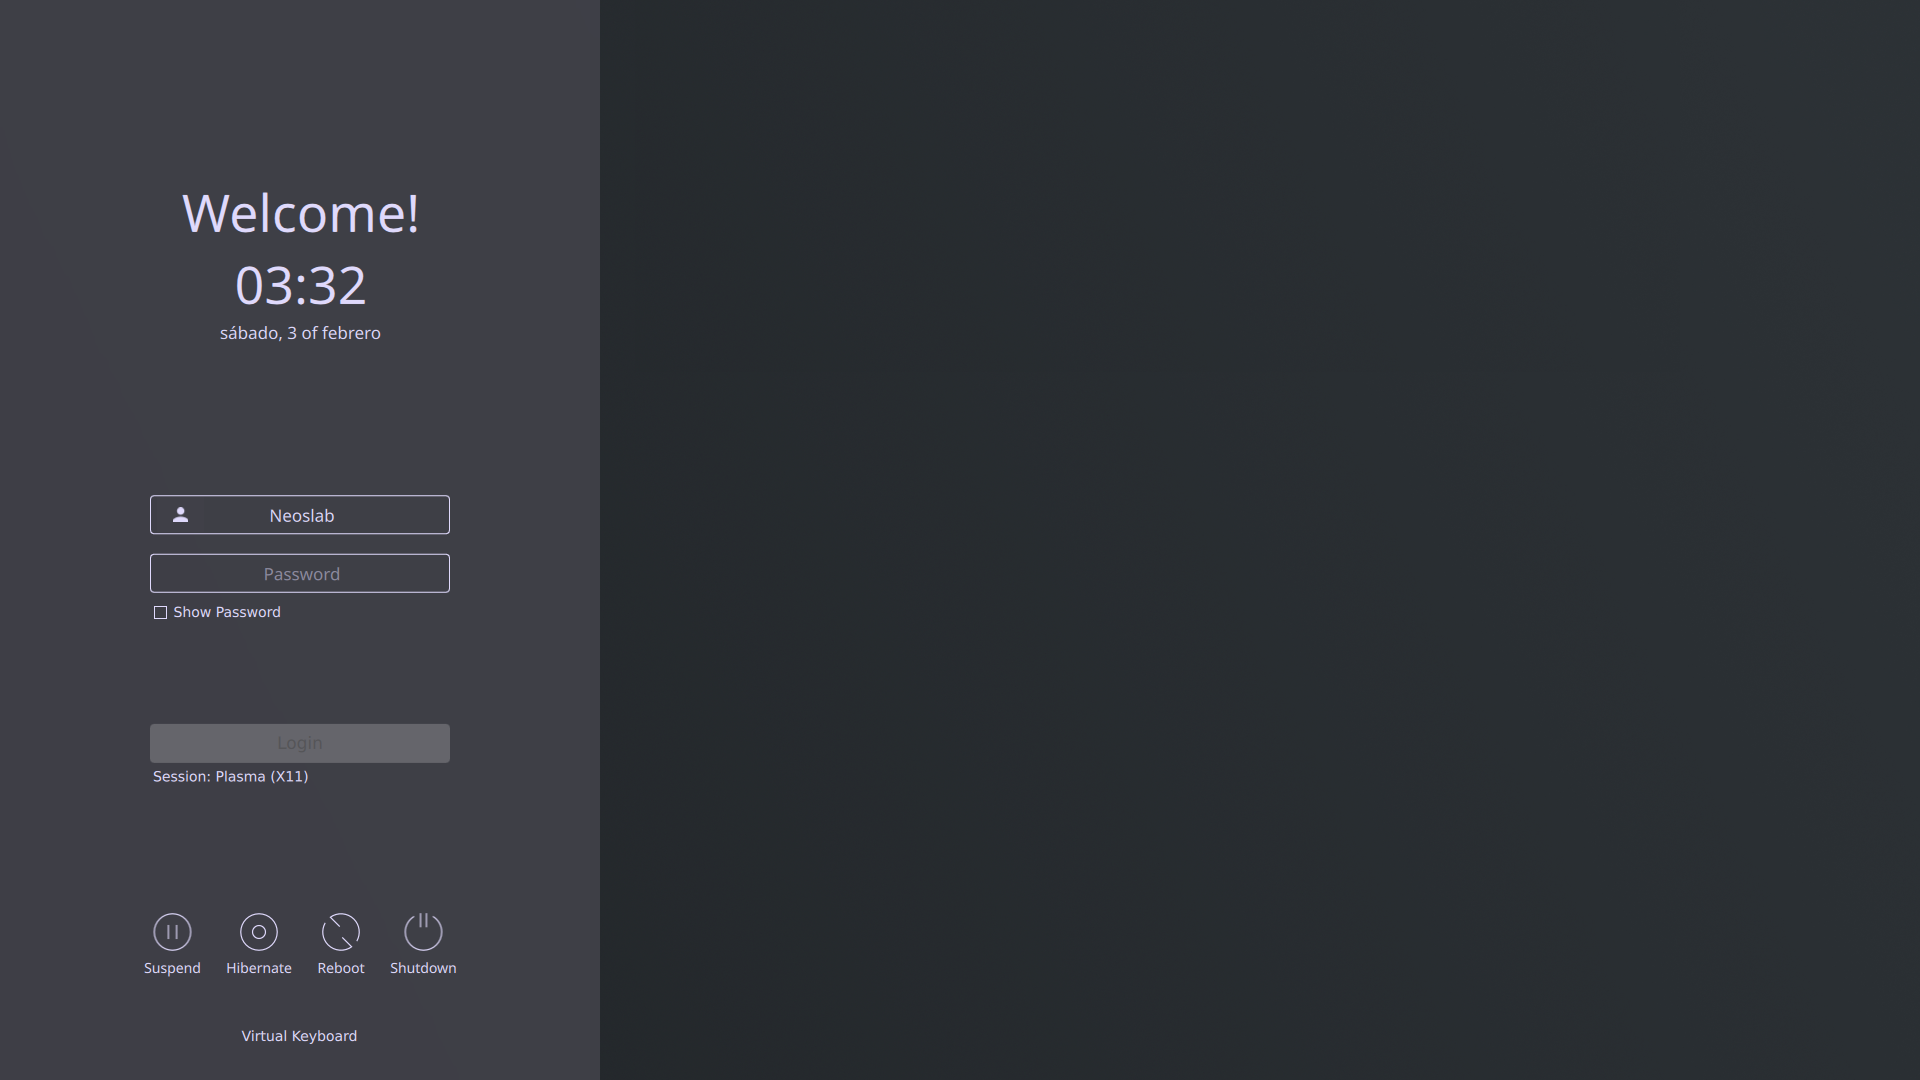 Welcome!
03:32
sábado, 3 of febrero
Neoslab
Password
Show Password
Login
Session: Plasma (X11)
Suspend Hibernate Reboot Shutdown
Virtual Keyboard